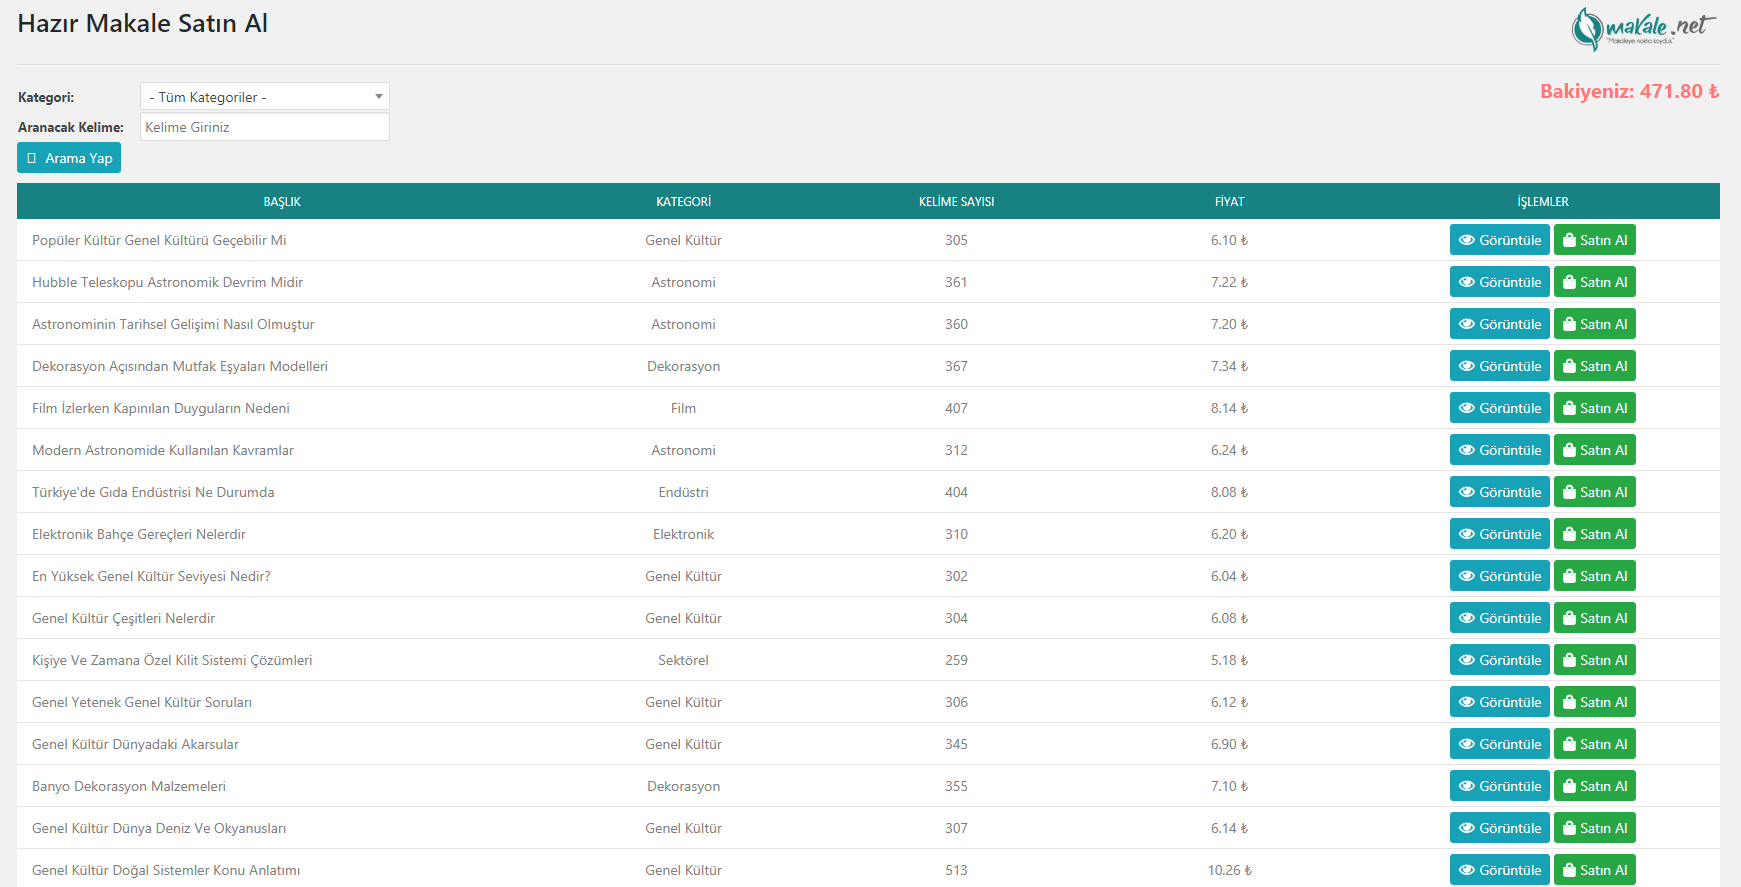 Hazır Makale Satın Al
makale.net
"Makaleye nokta koyduk."
Bakiyeniz: 471.80 ₺
Kategori: - Tüm Kategoriler -
Aranacak Kelime: Kelime Giriniz
Arama Yap
BAŞLIK KATEGORİ KELİME SAYISI FİYAT İŞLEMLER
Popüler Kültür Genel Kültürü Geçebilir Mi Genel Kültür 305 6.10 ₺ Görüntüle Satın Al
Hubble Teleskopu Astronomik Devrim Midir Astronomi 361 7.22 ₺ Görüntüle Satın Al
Astronominin Tarihsel Gelişimi Nasıl Olmuştur Astronomi 360 7.20 ₺ Görüntüle Satın Al
Dekorasyon Açısından Mutfak Eşyaları Modelleri Dekorasyon 367 7.34 ₺ Görüntüle Satın Al
Film İzlerken Kapınılan Duyguların Nedeni Film 407 8.14 ₺ Görüntüle Satın Al
Modern Astronomide Kullanılan Kavramlar Astronomi 312 6.24 ₺ Görüntüle Satın Al
Türkiye'de Gıda Endüstrisi Ne Durumda Endüstri 404 8.08 ₺ Görüntüle Satın Al
Elektronik Bahçe Gereçleri Nelerdir Elektronik 310 6.20 ₺ Görüntüle Satın Al
En Yüksek Genel Kültür Seviyesi Nedir? Genel Kültür 302 6.04 ₺ Görüntüle Satın Al
Genel Kültür Çeşitleri Nelerdir Genel Kültür 304 6.08 ₺ Görüntüle Satın Al
Kişiye Ve Zamana Özel Kilit Sistemi Çözümleri Sektörel 259 5.18 ₺ Görüntüle Satın Al
Genel Yetenek Genel Kültür Soruları Genel Kültür 306 6.12 ₺ Görüntüle Satın Al
Genel Kültür Dünyadaki Akarsular Genel Kültür 345 6.90 ₺ Görüntüle Satın Al
Banyo Dekorasyon Malzemeleri Dekorasyon 355 7.10 ₺ Görüntüle Satın Al
Genel Kültür Dünya Deniz Ve Okyanusları Genel Kültür 307 6.14 ₺ Görüntüle Satın Al
Genel Kültür Doğal Sistemler Konu Anlatımı Genel Kültür 513 10.26 ₺ Görüntüle Satın Al